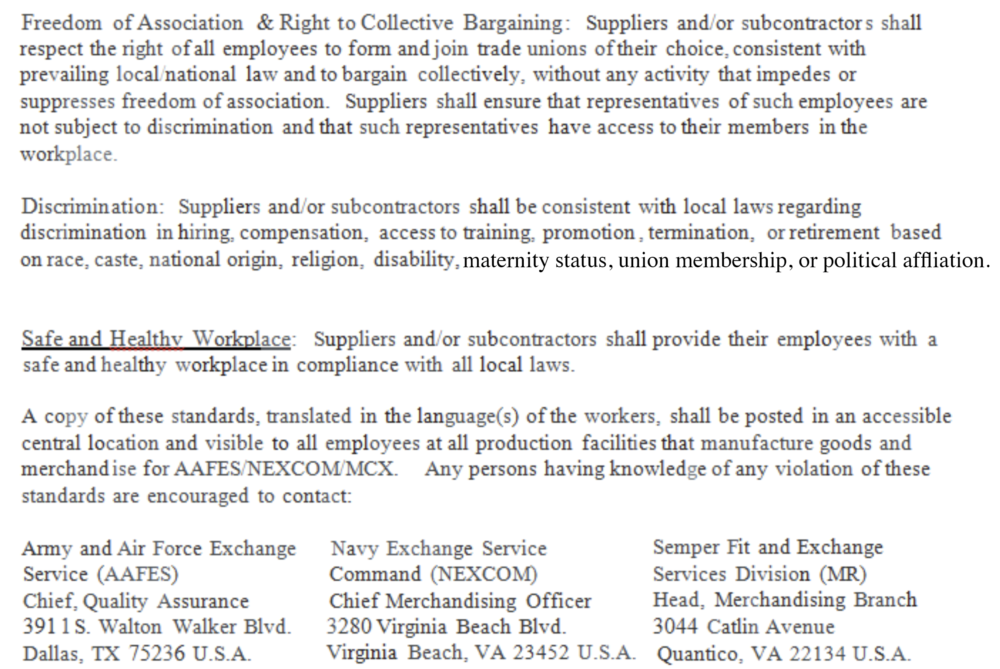 Freedom of Association & Right to Collective Bargaining: Suppliers and/or subcontractors shall
respect the right of all employees to form and join trade unions of their choice, consistent with
prevailing local/national law and to bargain collectively, without any activity that impedes or
suppresses freedom of association. Suppliers shall ensure that representatives of such employees are
not subject to discrimination and that such representatives have access to their members in the
workplace.
Discrimination: Suppliers and/or subcontractors shall be consistent with local laws regarding
discrimination in hiring, compensation, access to training, promotion, termination, or retirement based
on race, caste, national origin, religion, disability, maternity status, union membership, or political affliation.
Safe and Healthy Workplace: Suppliers and/or subcontractors shall provide their employees with a
safe and healthy workplace in compliance with all local laws.
A copy of these standards, translated in the language(s) of the workers, shall be posted in an accessible
central location and visible to all employees at all production facilities that manufacture goods and
merchandise for AAFES/NEXCOM/MCX. Any persons having knowledge of any violation of these
standards are encouraged to contact:
Army and Air Force Exchange
Service (AAFES)
Chief, Quality Assurance
3911 S. Walton Walker Blvd.
Dallas, TX 75236 U.S.A.
Navy Exchange Service
Command (NEXCOM)
Chief Merchandising Officer
3280 Virginia Beach Blvd.
Virginia Beach, VA 23452 U.S.A.
Semper Fit and Exchange
Services Division (MR)
Head, Merchandising Branch
3044 Catlin Avenue
Quantico, VA 22134 U.S.A.